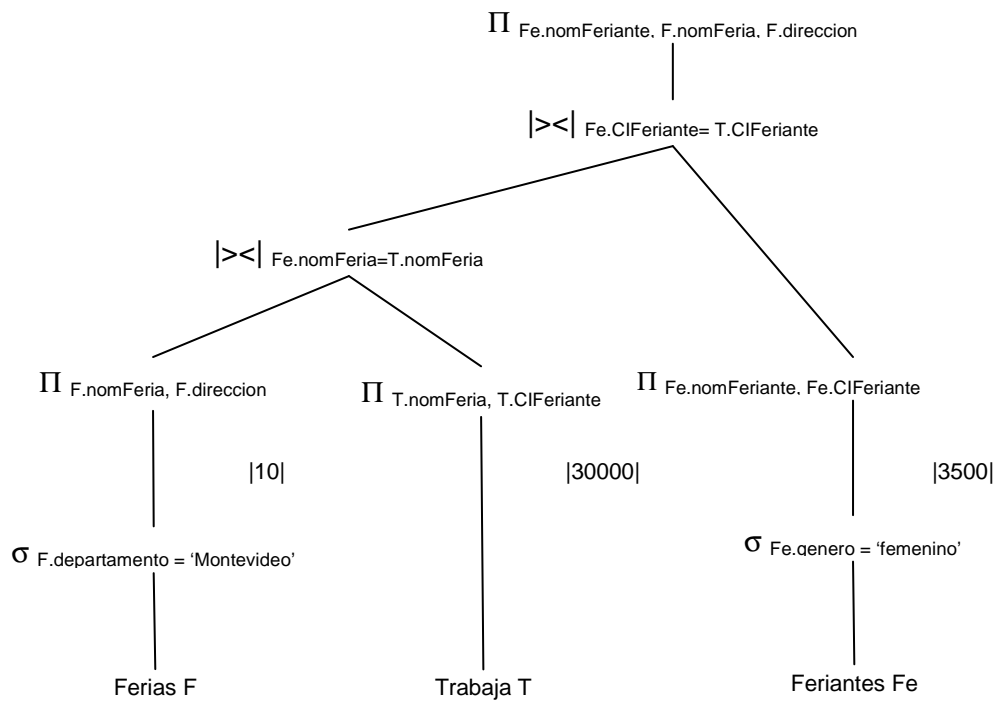 Π Fe.nomFeriante, F.nomFeria, F.direccion
|><| Fe.CIFeriante= T.CIFeriante
|><| Fe.nomFeria=T.nomFeria
Π F.nomFeria, F.direccion
Π T.nomFeria, T.CIFeriante
Π Fe.nomFeriante, Fe.CIFeriante
|10|
|30000|
|3500|
σ F.departamento = ‘Montevideo’
σ Fe.genero = ‘femenino’
Ferias F
Trabaja T
Feriantes Fe